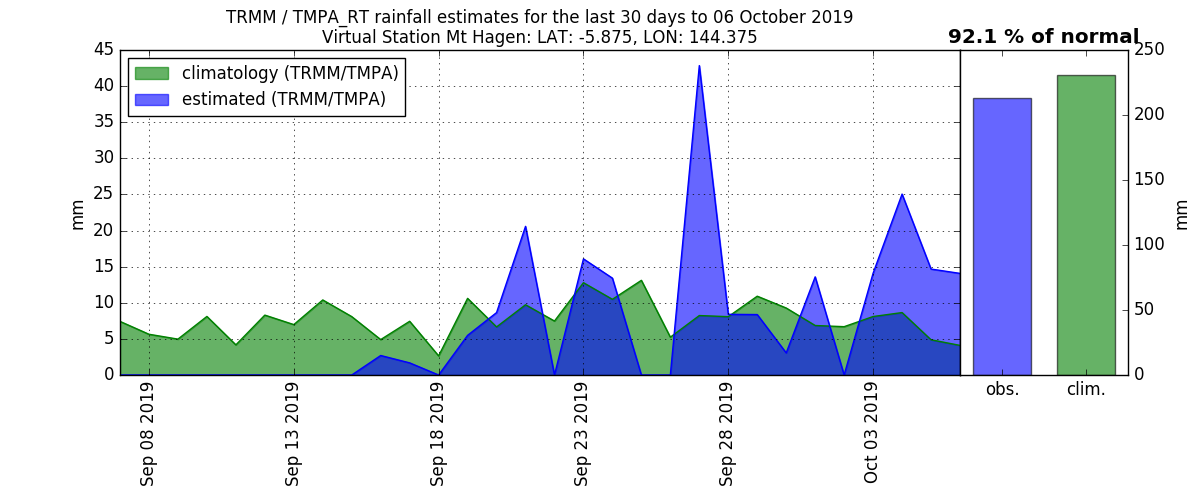 TRMM / TMPA_RT rainfall estimates for the last 30 days to 06 October 2019
Virtual Station Mt Hagen: LAT: -5.875, LON: 144.375
92.1 % of normal
climatology (TRMM/TMPA)
estimated (TRMM/TMPA)
45
40
35
30
25
20
15
10
5
0
mm
Sep 08 2019
Sep 13 2019
Sep 18 2019
Sep 23 2019
Sep 28 2019
Oct 03 2019
250
200
150
100
50
0
mm
obs.
clim.